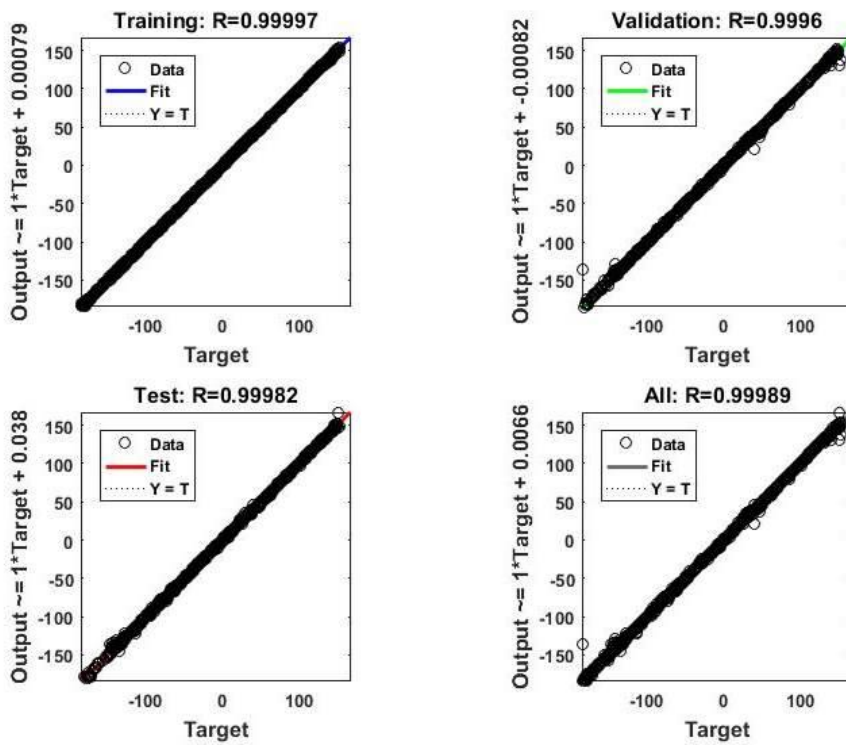 Training: R=0.99997
Output ~= 1*Target + 0.00079
150
100
50
0
-50
-100
-150
Data
Fit
Y = T
-100 0 100
Target
Validation: R=0.9996
Output ~= 1*Target + -0.00082
150
100
50
0
-50
-100
-150
Data
Fit
Y = T
-100 0 100
Target
Test: R=0.99982
Output ~= 1*Target + 0.038
150
100
50
0
-50
-100
-150
Data
Fit
Y = T
-100 0 100
Target
All: R=0.99989
Output ~= 1*Target + 0.0066
150
100
50
0
-50
-100
-150
Data
Fit
Y = T
-100 0 100
Target